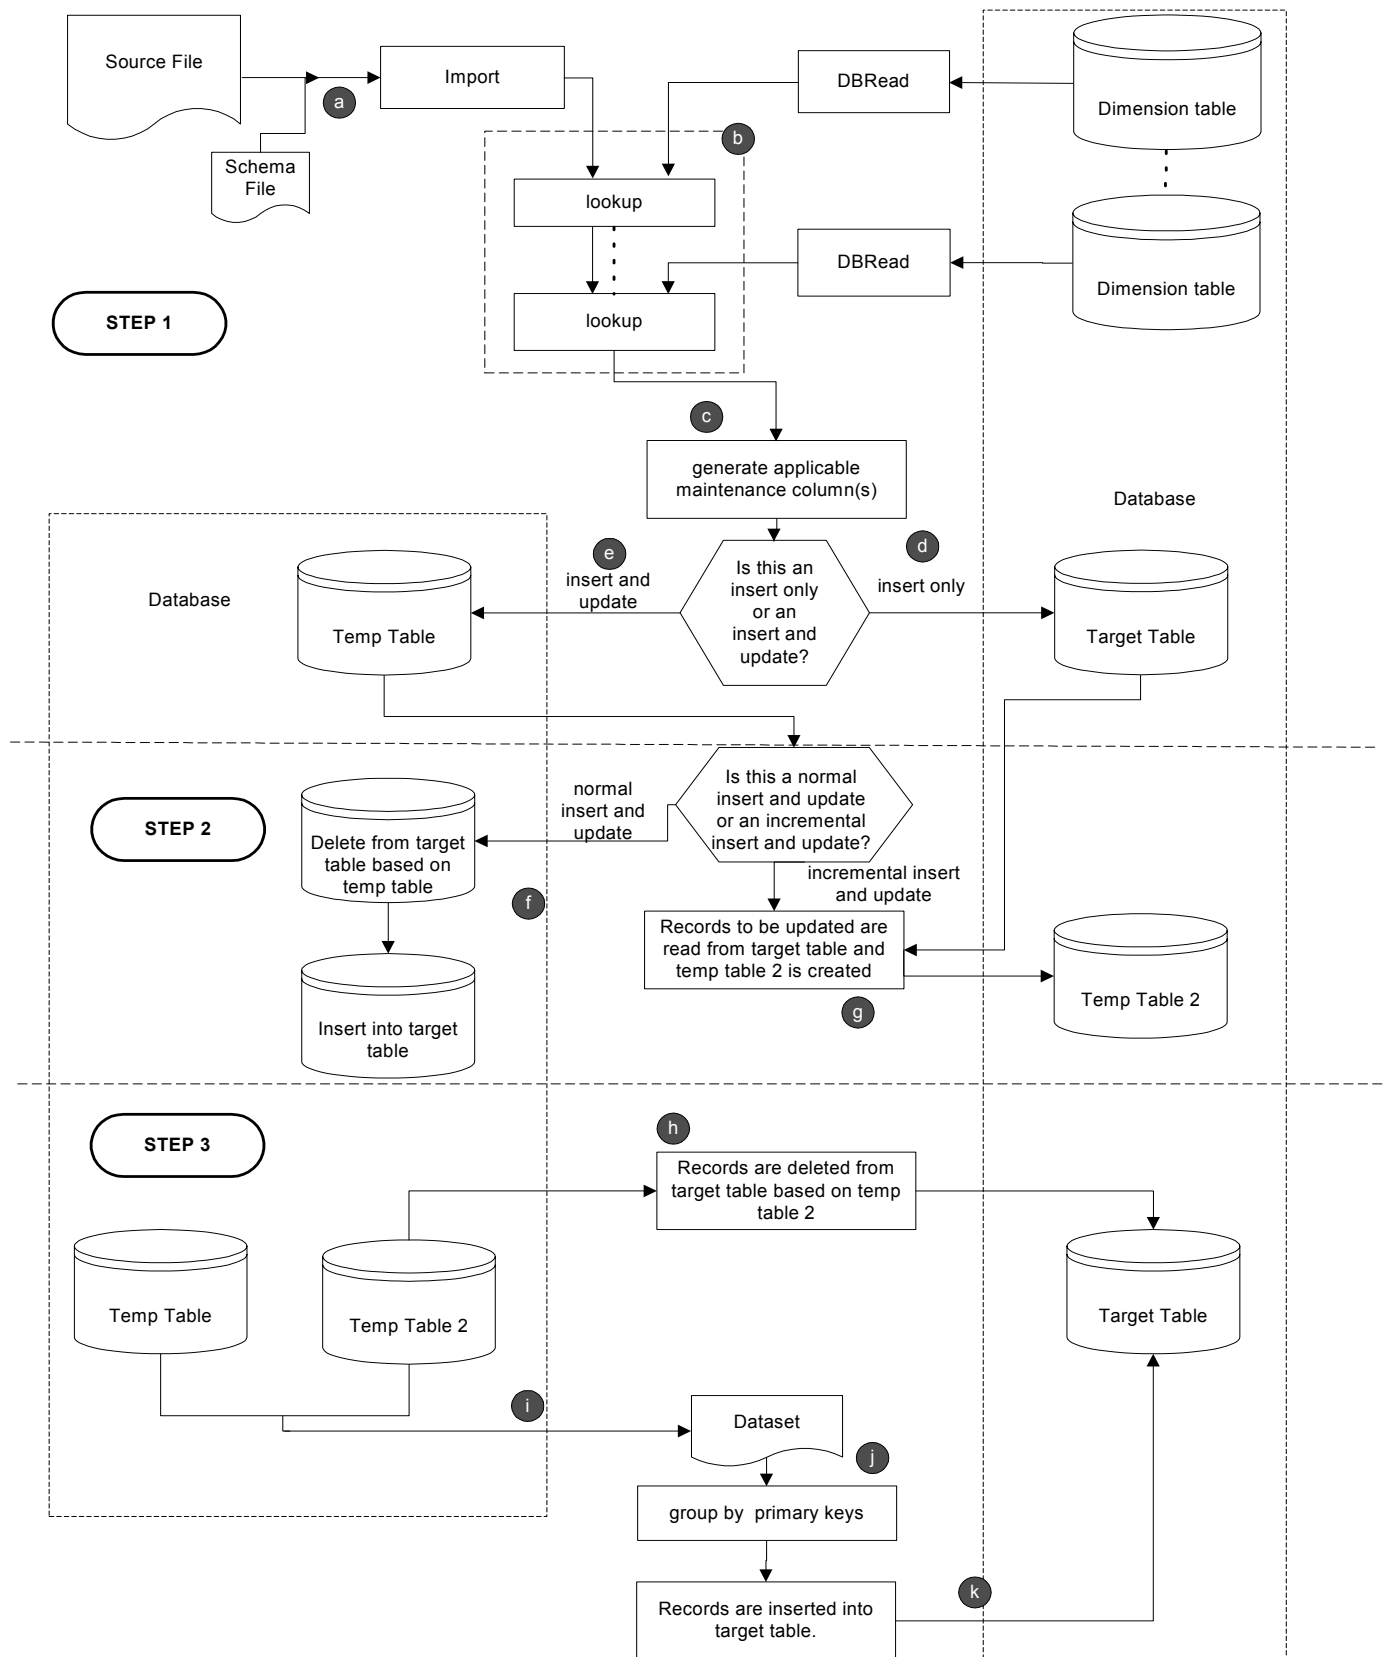 Source File
Import
DBRead
Dimension table
a
b
Schema
File
lookup
DBRead
Dimension table
lookup
STEP 1
c
generate applicable
maintenance column(s)
Database
e
d
insert and
update
Is this an
insert only
or an
insert and
update?
insert only
Database
Temp Table
Target Table
STEP 2
normal
insert and
update
Is this a normal
insert and update
or an incremental
insert and update?
Delete from target
table based on
temp table
incremental insert
and update
f
Records to be updated are
read from target table and
temp table 2 is created
g
Temp Table 2
Insert into target
table
STEP 3
h
Records are deleted from
target table based on temp
table 2
Temp Table
Temp Table 2
Target Table
i
Dataset
j
group by  primary keys
k
Records are inserted into
target table.